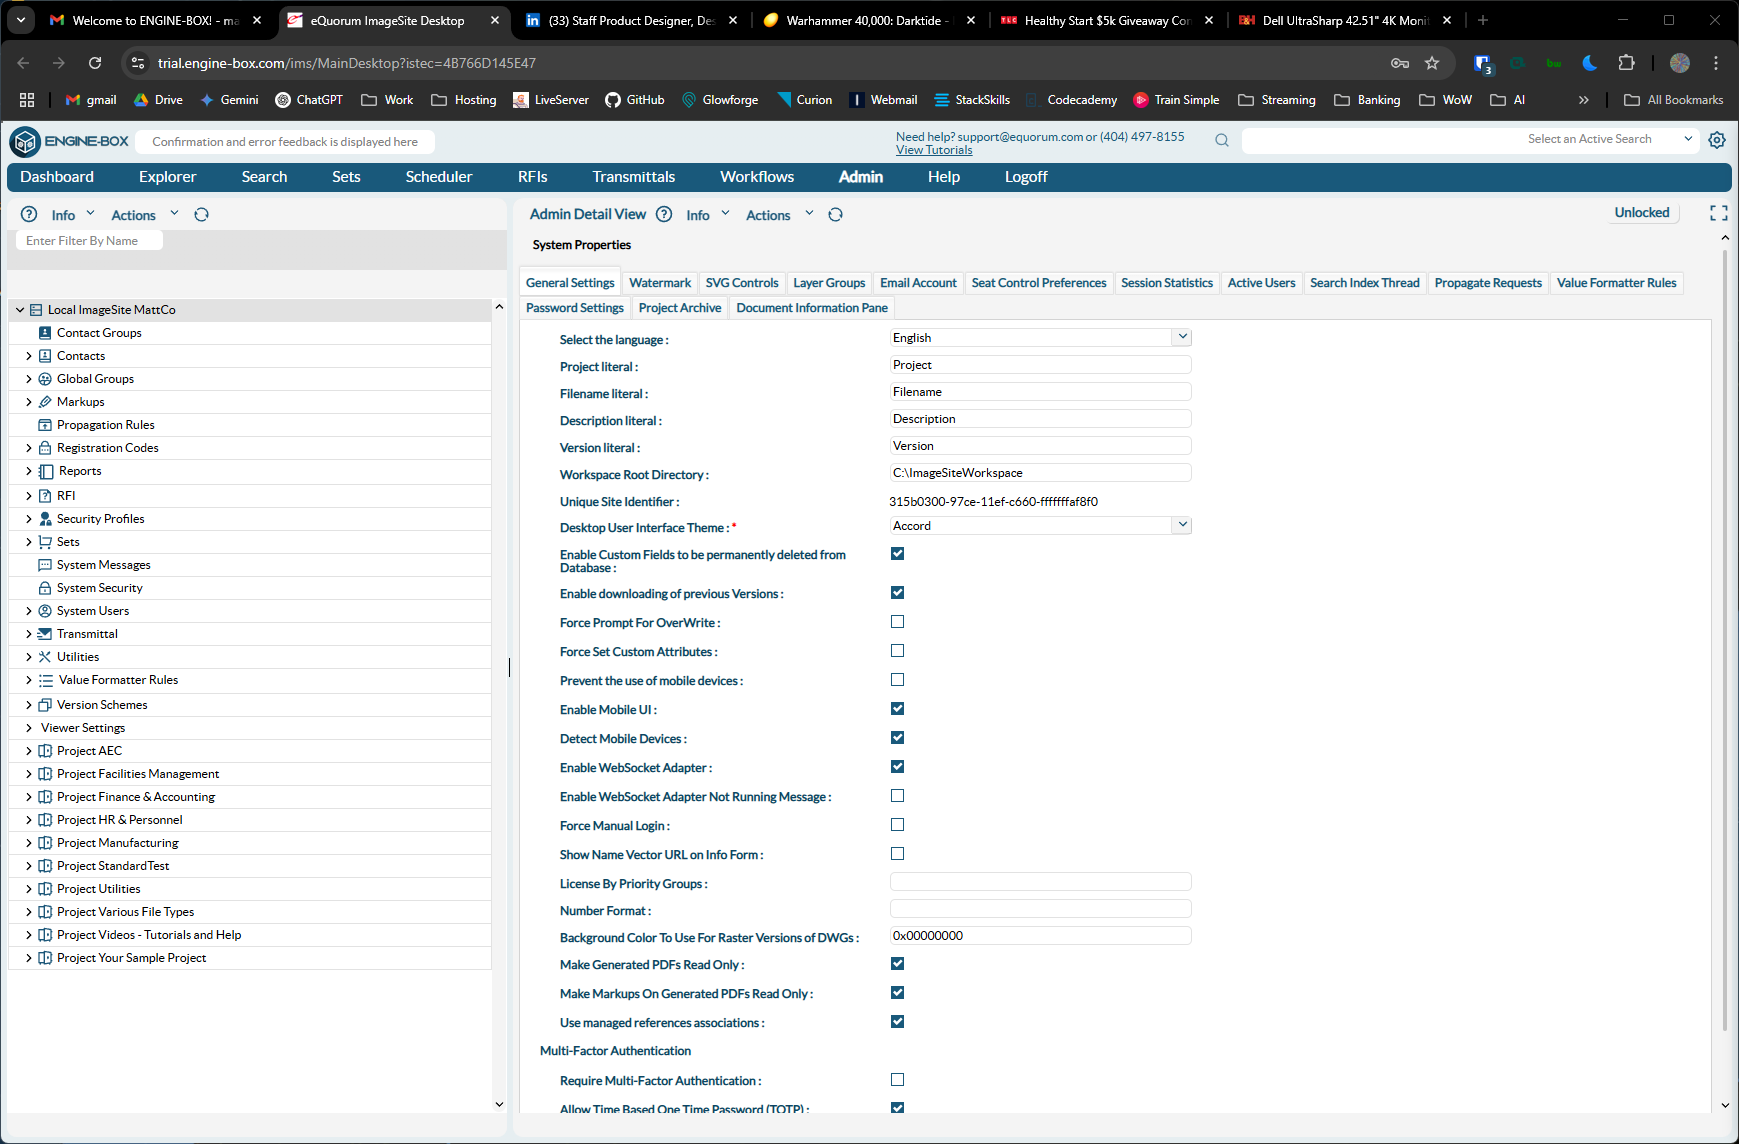 Welcome to ENGINE-BOX! - ma
eQuorum ImageSite Desktop
(33) Staff Product Designer, Des
Warhammer 40,000: Darktide -
Healthy Start $5k Giveaway Con
Dell UltraSharp 42.51" 4K Moni
trial.engine-box.com/ims/MainDesktop?istec=4B766D145E47
3
gmail Drive Gemini ChatGPT Work Hosting LiveServer GitHub Glowforge Curion Webmail StackSkills Codecademy Train Simple Streaming Banking WoW AI » All Bookmarks
ENGINE-BOX
Confirmation and error feedback is displayed here
Need help? support@equorum.com or (404) 497-8155
View Tutorials
Select an Active Search
Dashboard Explorer Search Sets Scheduler RFIs Transmittals Workflows Admin Help Logoff
Info Actions
Enter Filter By Name
Local ImageSite MattCo
Contact Groups
Contacts
Global Groups
Markups
Propagation Rules
Registration Codes
Reports
RFI
Security Profiles
Sets
System Messages
System Security
System Users
Transmittal
Utilities
Value Formatter Rules
Version Schemes
Viewer Settings
Project AEC
Project Facilities Management
Project Finance & Accounting
Project HR & Personnel
Project Manufacturing
Project StandardTest
Project Utilities
Project Various File Types
Project Videos - Tutorials and Help
Project Your Sample Project
Admin Detail View Info Actions
Unlocked
System Properties
General Settings Watermark SVG Controls Layer Groups Email Account Seat Control Preferences Session Statistics Active Users Search Index Thread Propagate Requests Value Formatter Rules
Password Settings Project Archive Document Information Pane
Select the language : English
Project literal : Project
Filename literal : Filename
Description literal : Description
Version literal : Version
Workspace Root Directory : C:\ImageSiteWorkspace
Unique Site Identifier : 315b0300-97ce-11ef-c660-fffffffaf8f0
Desktop User Interface Theme : * Accord
Enable Custom Fields to be permanently deleted from
Database :
Enable downloading of previous Versions :
Force Prompt For OverWrite :
Force Set Custom Attributes :
Prevent the use of mobile devices :
Enable Mobile UI :
Detect Mobile Devices :
Enable WebSocket Adapter :
Enable WebSocket Adapter Not Running Message :
Force Manual Login :
Show Name Vector URL on Info Form :
License By Priority Groups :
Number Format :
Background Color To Use For Raster Versions of DWGs : 0x00000000
Make Generated PDFs Read Only :
Make Markups On Generated PDFs Read Only :
Use managed references associations :
Multi-Factor Authentication
Require Multi-Factor Authentication :
Allow Time Based One Time Password (TOTP) :